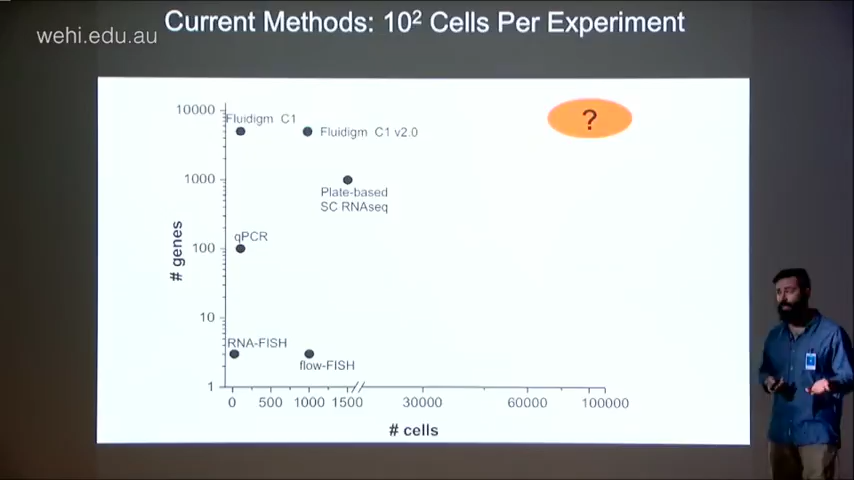 Current Methods: 10² Cells Per Experiment
wehi.edu.au
10000
Fluidigm C1
Fluidigm C1 v2.0
?
1000
Plate-based
SC RNAseq
# genes
qPCR
100
10
RNA-FISH
flow-FISH
1
0 500 1000 1500 30000 60000 100000
# cells